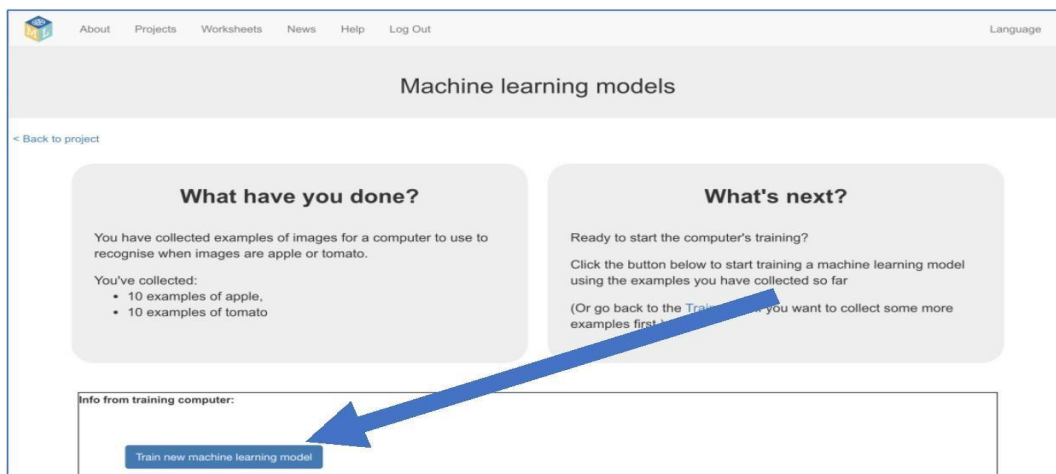 About Projects Worksheets News Help Log Out Language
Machine learning models
< Back to project
What have you done?
You have collected examples of images for a computer to use to
recognise when images are apple or tomato.
You've collected:
• 10 examples of apple,
• 10 examples of tomato
What's next?
Ready to start the computer's training?
Click the button below to start training a machine learning model
using the examples you have collected so far
(Or go back to the you want to collect some more
examples first
Info from training computer:
Train new machine learning model